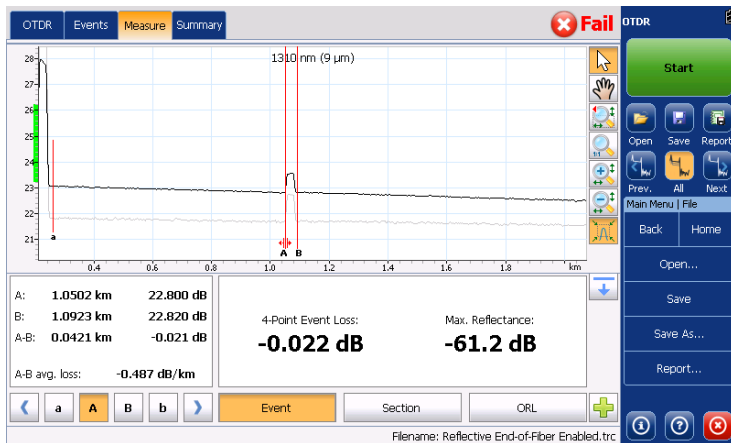 OTDR Events Measure Summary Fail OTDR
1310 nm (9 µm)
28
27
26
25
24
23
22
21
a
A B
0.4 0.6 0.8 1.0 1.2 1.4 1.6 1.8 km
1:1
A: 1.0502 km 22.800 dB
B: 1.0923 km 22.820 dB
A-B: 0.0421 km -0.021 dB
A-B avg. loss: -0.487 dB/km
4-Point Event Loss: Max. Reflectance:
-0.022 dB -61.2 dB
a A B b Event Section ORL
Filename: Reflective End-of-Fiber Enabled.trc
Start
Open Save Report
Prev. All Next
Main Menu | File
Back Home
Open...
Save
Save As...
Report...